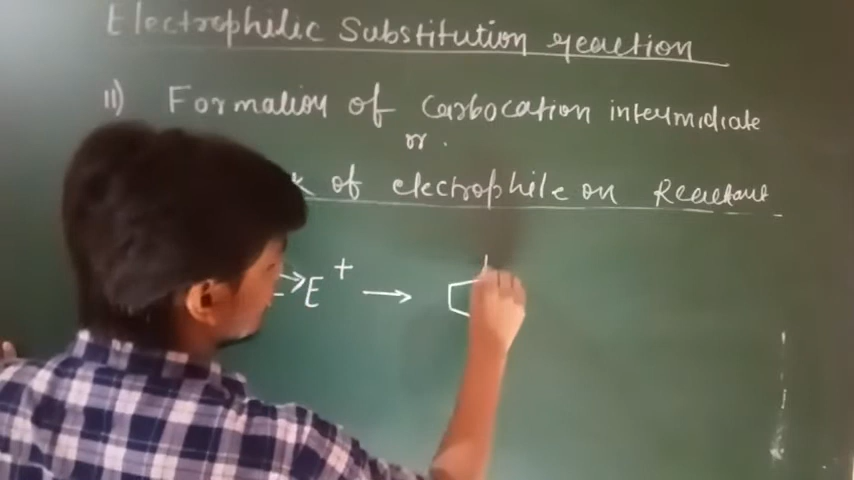 Electrophilic Substitution reaction
11) Formation of Carbocation intermidiate
or.
of electrophile on Reactant
→ E + →